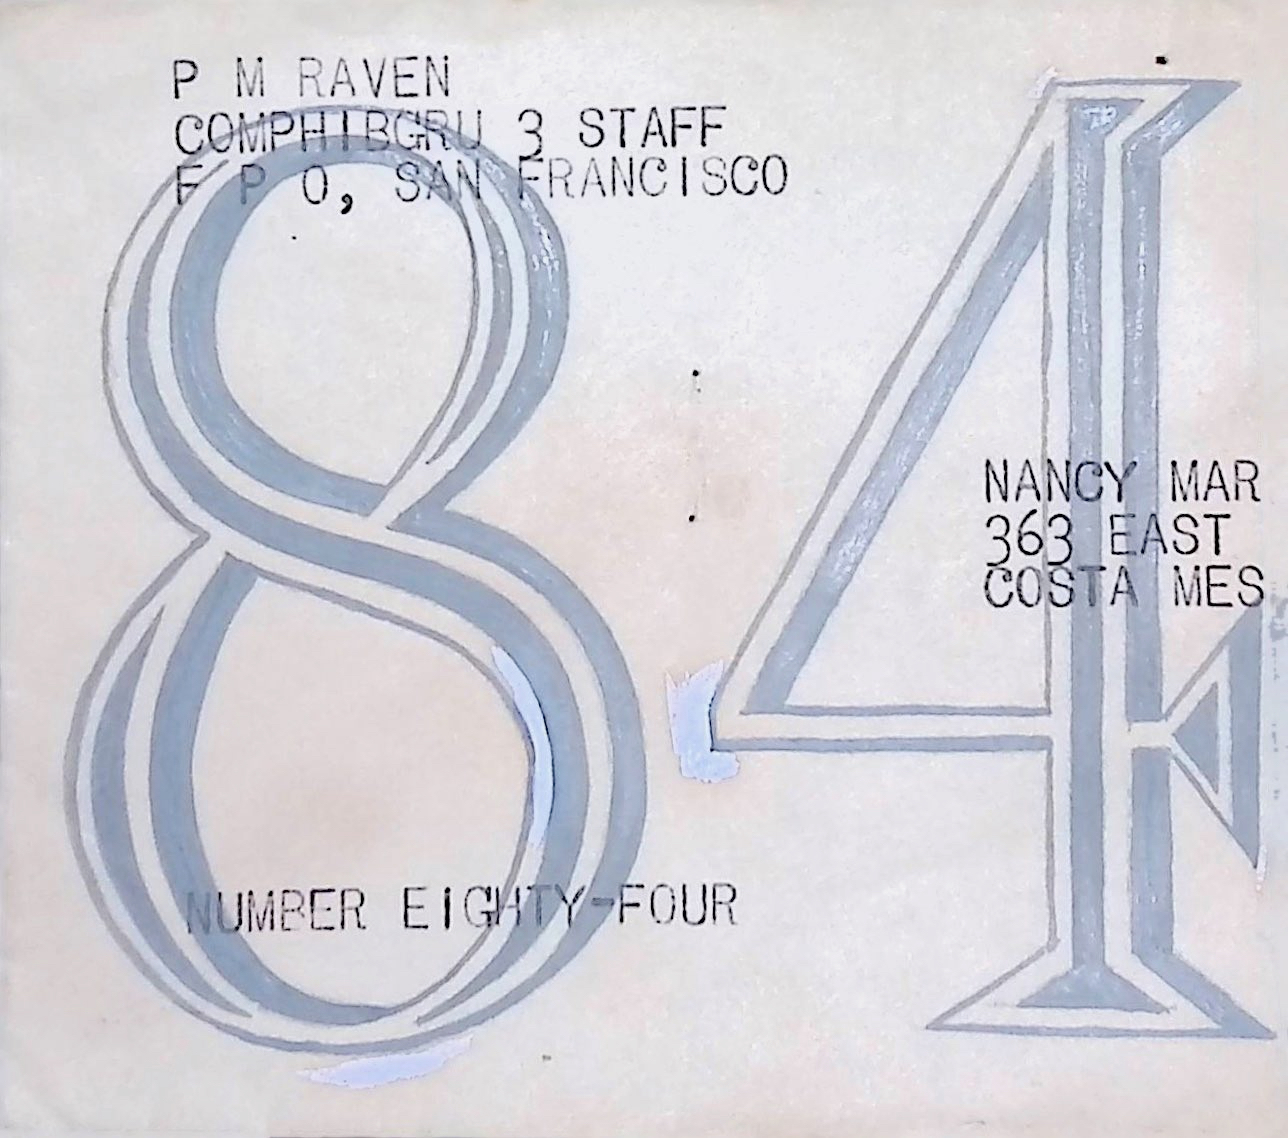 P M RAVEN
COMPHIBGRU 3 STAFF
F P O, SAN FRANCISCO
84
NANCY MAR
363 EAST
COSTA MES
NUMBER EIGHTY-FOUR